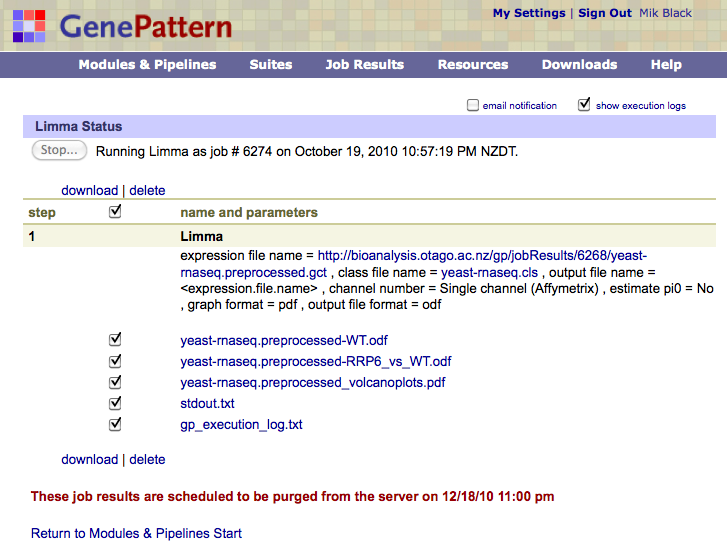 GenePattern
My Settings | Sign Out Mik Black
Modules & Pipelines Suites Job Results Resources Downloads Help
email notification show execution logs
Limma Status
Stop... Running Limma as job # 6274 on October 19, 2010 10:57:19 PM NZDT.
download | delete
step name and parameters
1 Limma
expression file name = http://bioanalysis.otago.ac.nz/gp/jobResults/6268/yeast-
rnaseq.preprocessed.gct , class file name = yeast-rnaseq.cls , output file name =
<expression.file.name> , channel number = Single channel (Affymetrix) , estimate pi0 = No
, graph format = pdf , output file format = odf
yeast-rnaseq.preprocessed-WT.odf
yeast-rnaseq.preprocessed-RRP6_vs_WT.odf
yeast-rnaseq.preprocessed_volcanoplots.pdf
stdout.txt
gp_execution_log.txt
download | delete
These job results are scheduled to be purged from the server on 12/18/10 11:00 pm
Return to Modules & Pipelines Start